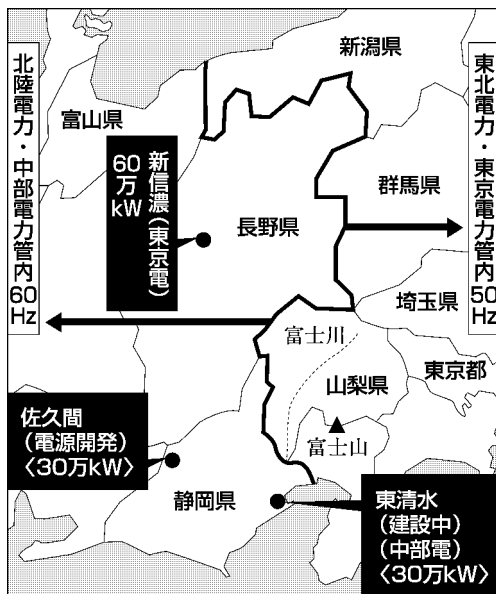 新潟県
北陸電力・中部電力管内60Hz
富山県
新信濃（東京電）
60万kW
長野県
群馬県
東北電力・東京電力管内50Hz
埼玉県
富士川
山梨県
東京都
富士山
佐久間
（電源開発）
〈30万kW〉
静岡県
東清水
（建設中）
（中部電）
〈30万kW〉